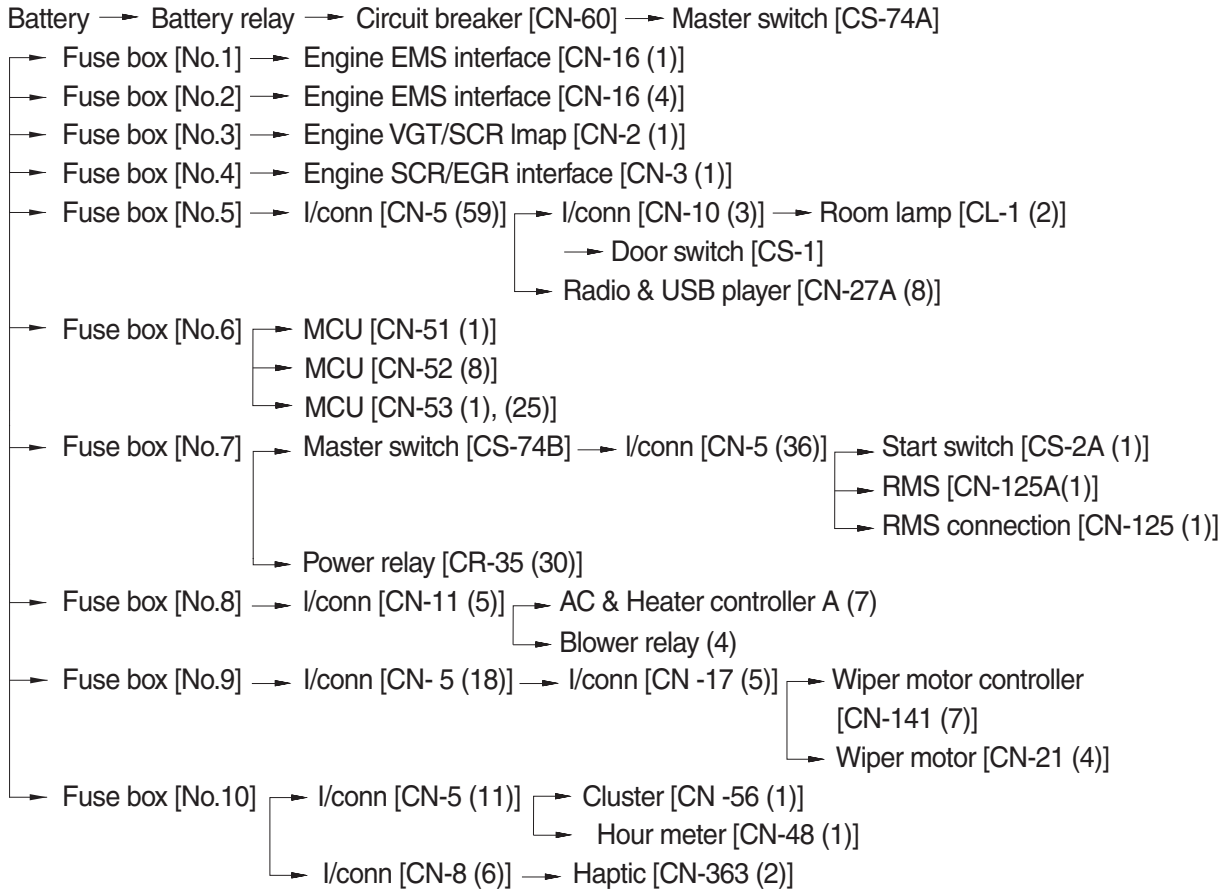 Battery → Battery relay → Circuit breaker [CN-60] → Master switch [CS-74A]
→ Fuse box [No.1] → Engine EMS interface [CN-16 (1)]
→ Fuse box [No.2] → Engine EMS interface [CN-16 (4)]
→ Fuse box [No.3] → Engine VGT/SCR lmap [CN-2 (1)]
→ Fuse box [No.4] → Engine SCR/EGR interface [CN-3 (1)]
→ Fuse box [No.5] → I/conn [CN-5 (59)] → I/conn [CN-10 (3)] → Room lamp [CL-1 (2)]
→ Door switch [CS-1]
→ Radio & USB player [CN-27A (8)]
→ Fuse box [No.6] → MCU [CN-51 (1)]
→ MCU [CN-52 (8)]
→ MCU [CN-53 (1), (25)]
→ Fuse box [No.7] → Master switch [CS-74B] → I/conn [CN-5 (36)] → Start switch [CS-2A (1)]
→ RMS [CN-125A(1)]
→ RMS connection [CN-125 (1)]
→ Power relay [CR-35 (30)]
→ Fuse box [No.8] → I/conn [CN-11 (5)] → AC & Heater controller A (7)
→ Blower relay (4)
→ Fuse box [No.9] → I/conn [CN- 5 (18)] → I/conn [CN -17 (5)] → Wiper motor controller
[CN-141 (7)]
→ Wiper motor [CN-21 (4)]
→ Fuse box [No.10] → I/conn [CN-5 (11)] → Cluster [CN -56 (1)]
→ Hour meter [CN-48 (1)]
→ I/conn [CN-8 (6)] → Haptic [CN-363 (2)]